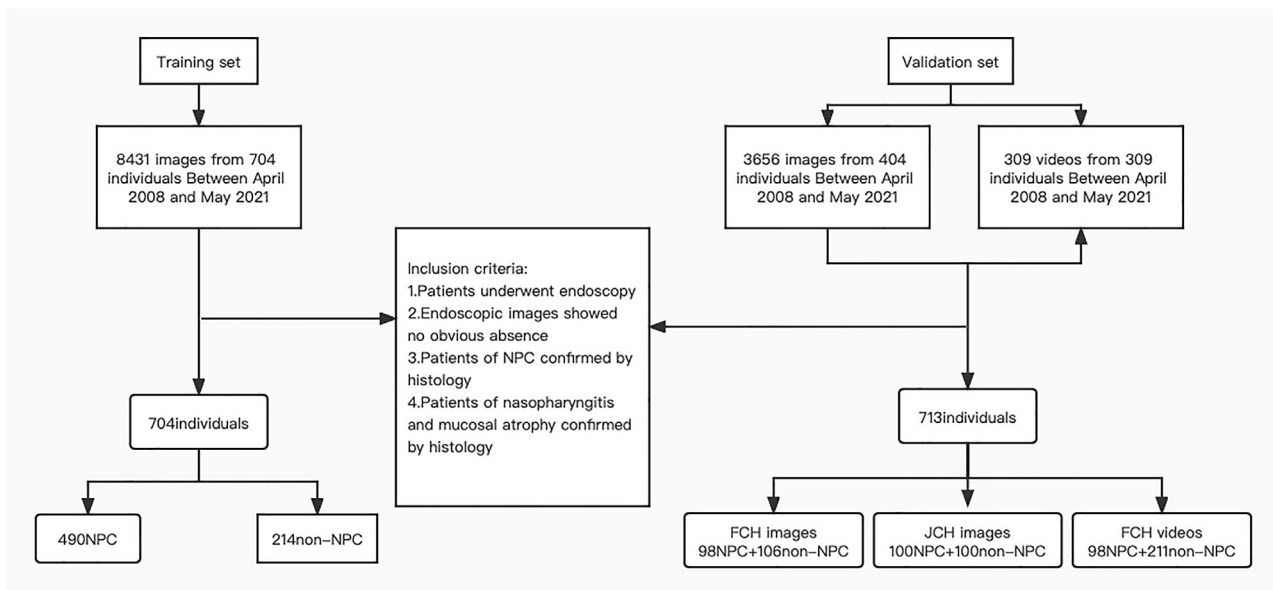 Training set
8431 images from 704
individuals Between April
2008 and May 2021
704individuals
490NPC
214non-NPC
Inclusion criteria:
1.Patients underwent endoscopy
2.Endoscopic images showed
no obvious absence
3.Patients of NPC confirmed by
histology
4.Patients of nasopharyngitis
and mucosal atrophy confirmed
by histology
Validation set
3656 images from 404
individuals Between April
2008 and May 2021
309 videos from 309
individuals Between April
2008 and May 2021
713individuals
FCH images
98NPC+106non-NPC
JCH images
100NPC+100non-NPC
FCH videos
98NPC+211non-NPC